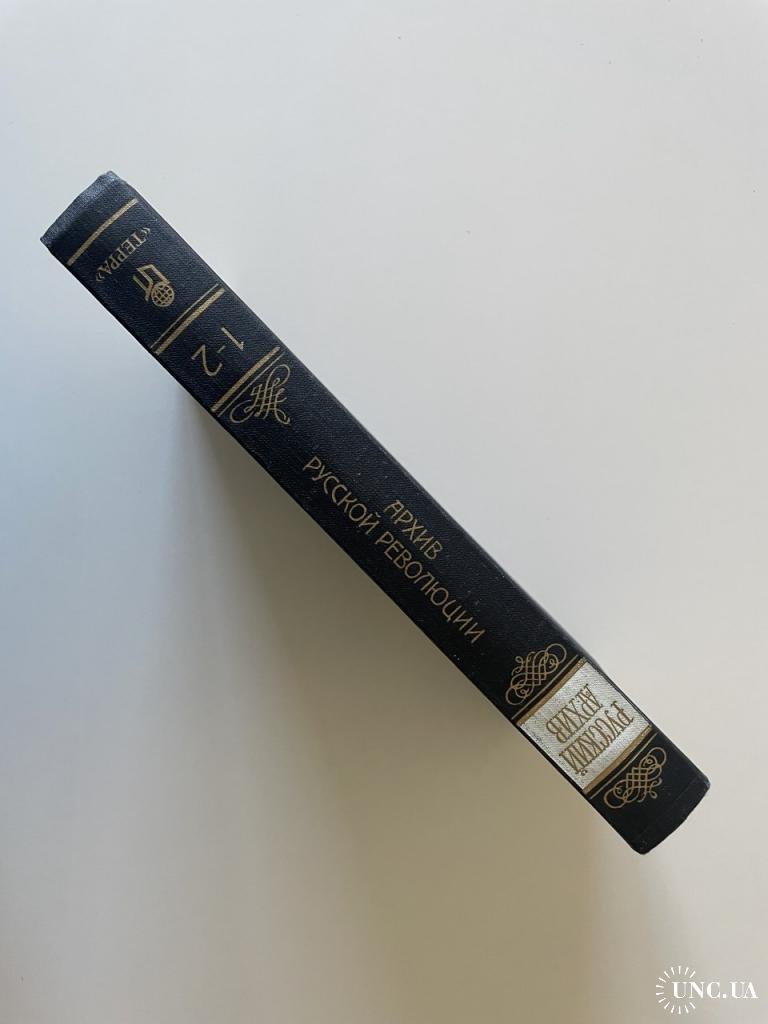 РУССКИЙ
АРХИВ
АРХИВ
РУССКОЙ РЕВОЛЮЦИИ
1-2
«ТЕРРА»
UNC.UA